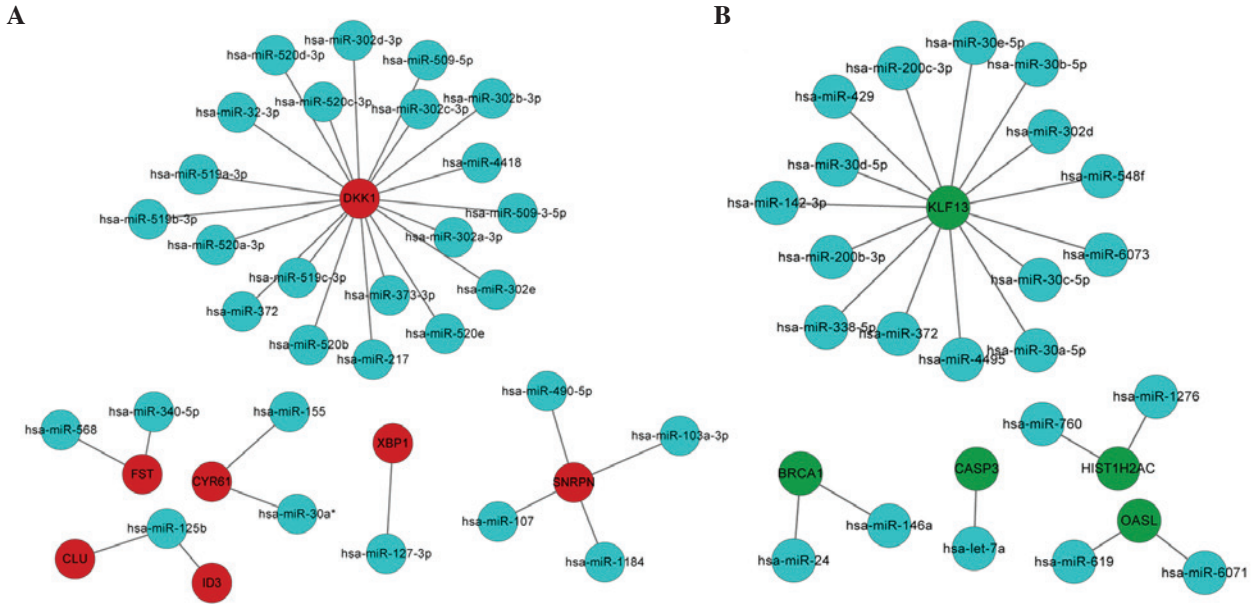 A
hsa-miR-302d-3p
hsa-miR-520d-3p
hsa-miR-509-5p
hsa-miR-520c-3p
hsa-miR-302b-3p
hsa-miR-32-3p
hsa-miR-302c-3p
hsa-miR-4418
hsa-miR-519a-3p
DKK1
hsa-miR-519b-3p
hsa-miR-509-3-5p
hsa-miR-520a-3p
hsa-miR-302a-3p
hsa-miR-519c-3p
hsa-miR-373-3p
hsa-miR-302e
hsa-miR-372
hsa-miR-520e
hsa-miR-520b
hsa-miR-217
hsa-miR-340-5p
hsa-miR-568
FST
hsa-miR-155
CYR61
hsa-miR-30a*
hsa-miR-125b
CLU
ID3
XBP1
hsa-miR-127-3p
hsa-miR-490-5p
hsa-miR-103a-3p
SNRPN
hsa-miR-107
hsa-miR-1184
B
hsa-miR-30e-5p
hsa-miR-200c-3p
hsa-miR-30b-5p
hsa-miR-429
hsa-miR-302d
hsa-miR-30d-5p
hsa-miR-548f
hsa-miR-142-3p
KLF13
hsa-miR-200b-3p
hsa-miR-6073
hsa-miR-30c-5p
hsa-miR-338-5p
hsa-miR-372
hsa-miR-4495
hsa-miR-30a-5p
hsa-miR-1276
hsa-miR-760
HIST1H2AC
BRCA1
CASP3
hsa-miR-146a
hsa-miR-24
hsa-let-7a
OASL
hsa-miR-619
hsa-miR-6071